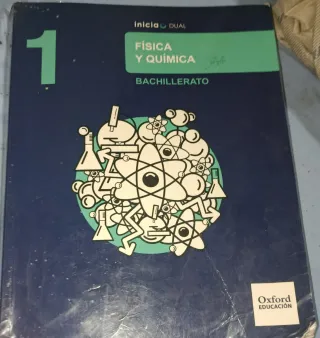 inicia DUAL
1
FÍSICA
Y QUÍMICA
BACHILLERATO
Oxford
EDUCACIÓN